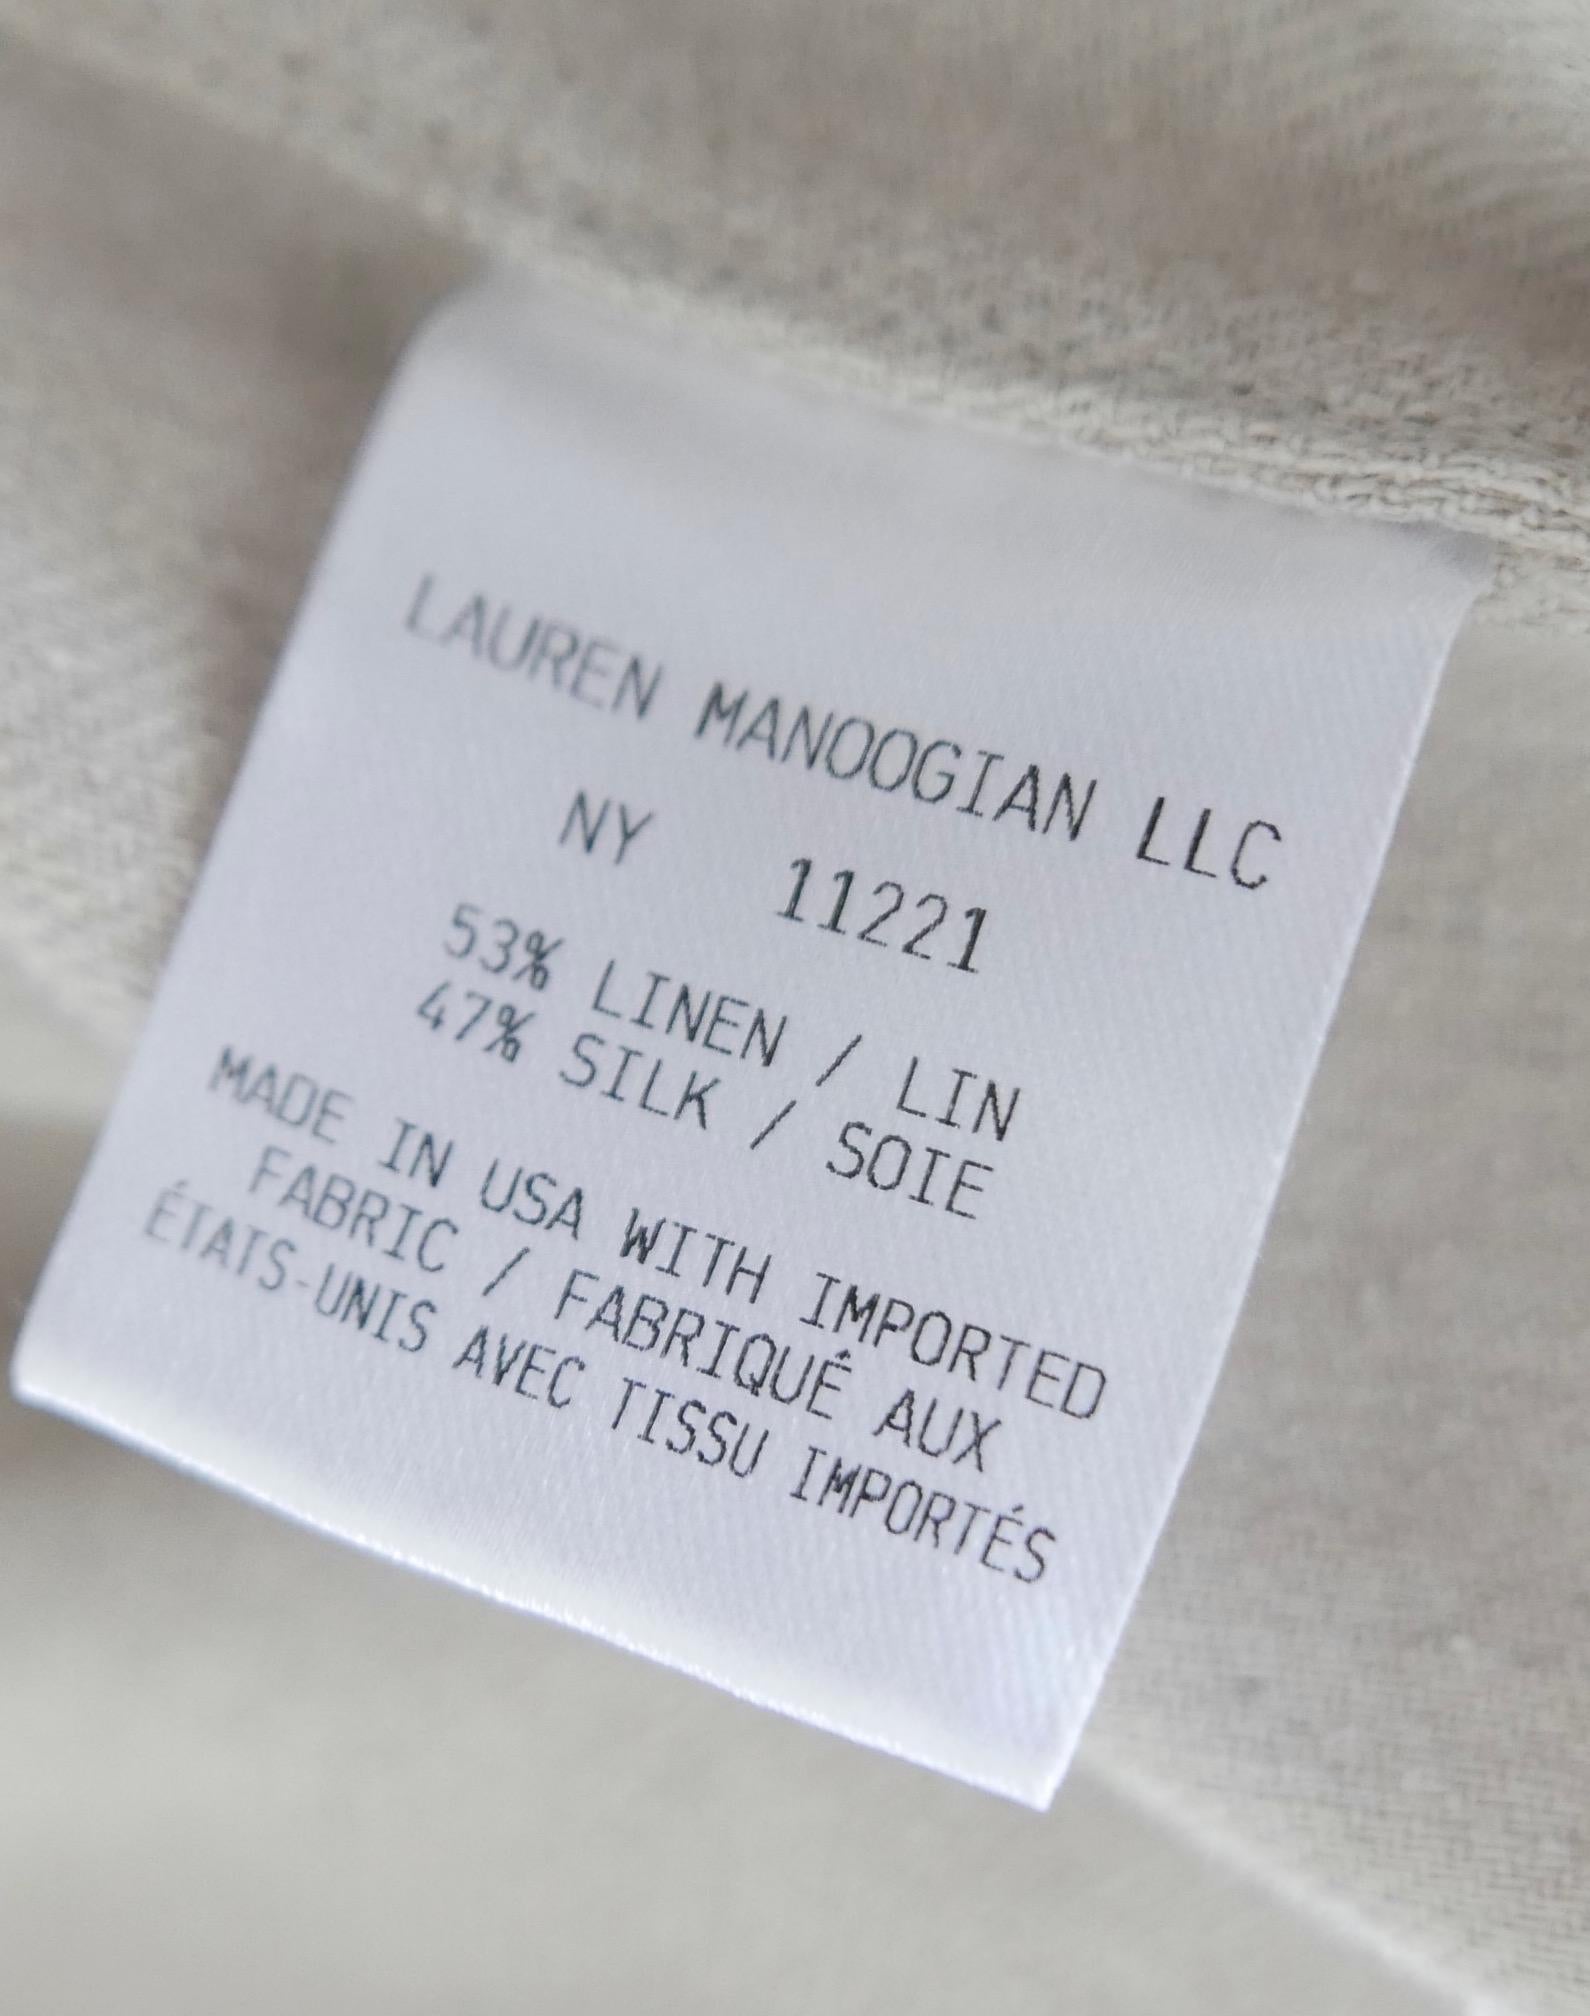 LAUREN MANOOGIAN LLC
NY 11221
53% LINEN / LIN
47% SILK / SOIE
MADE IN USA WITH IMPORTED
FABRIC / FABRIQUÉ AUX
ÉTATS-UNIS AVEC TISSU IMPORTÉS